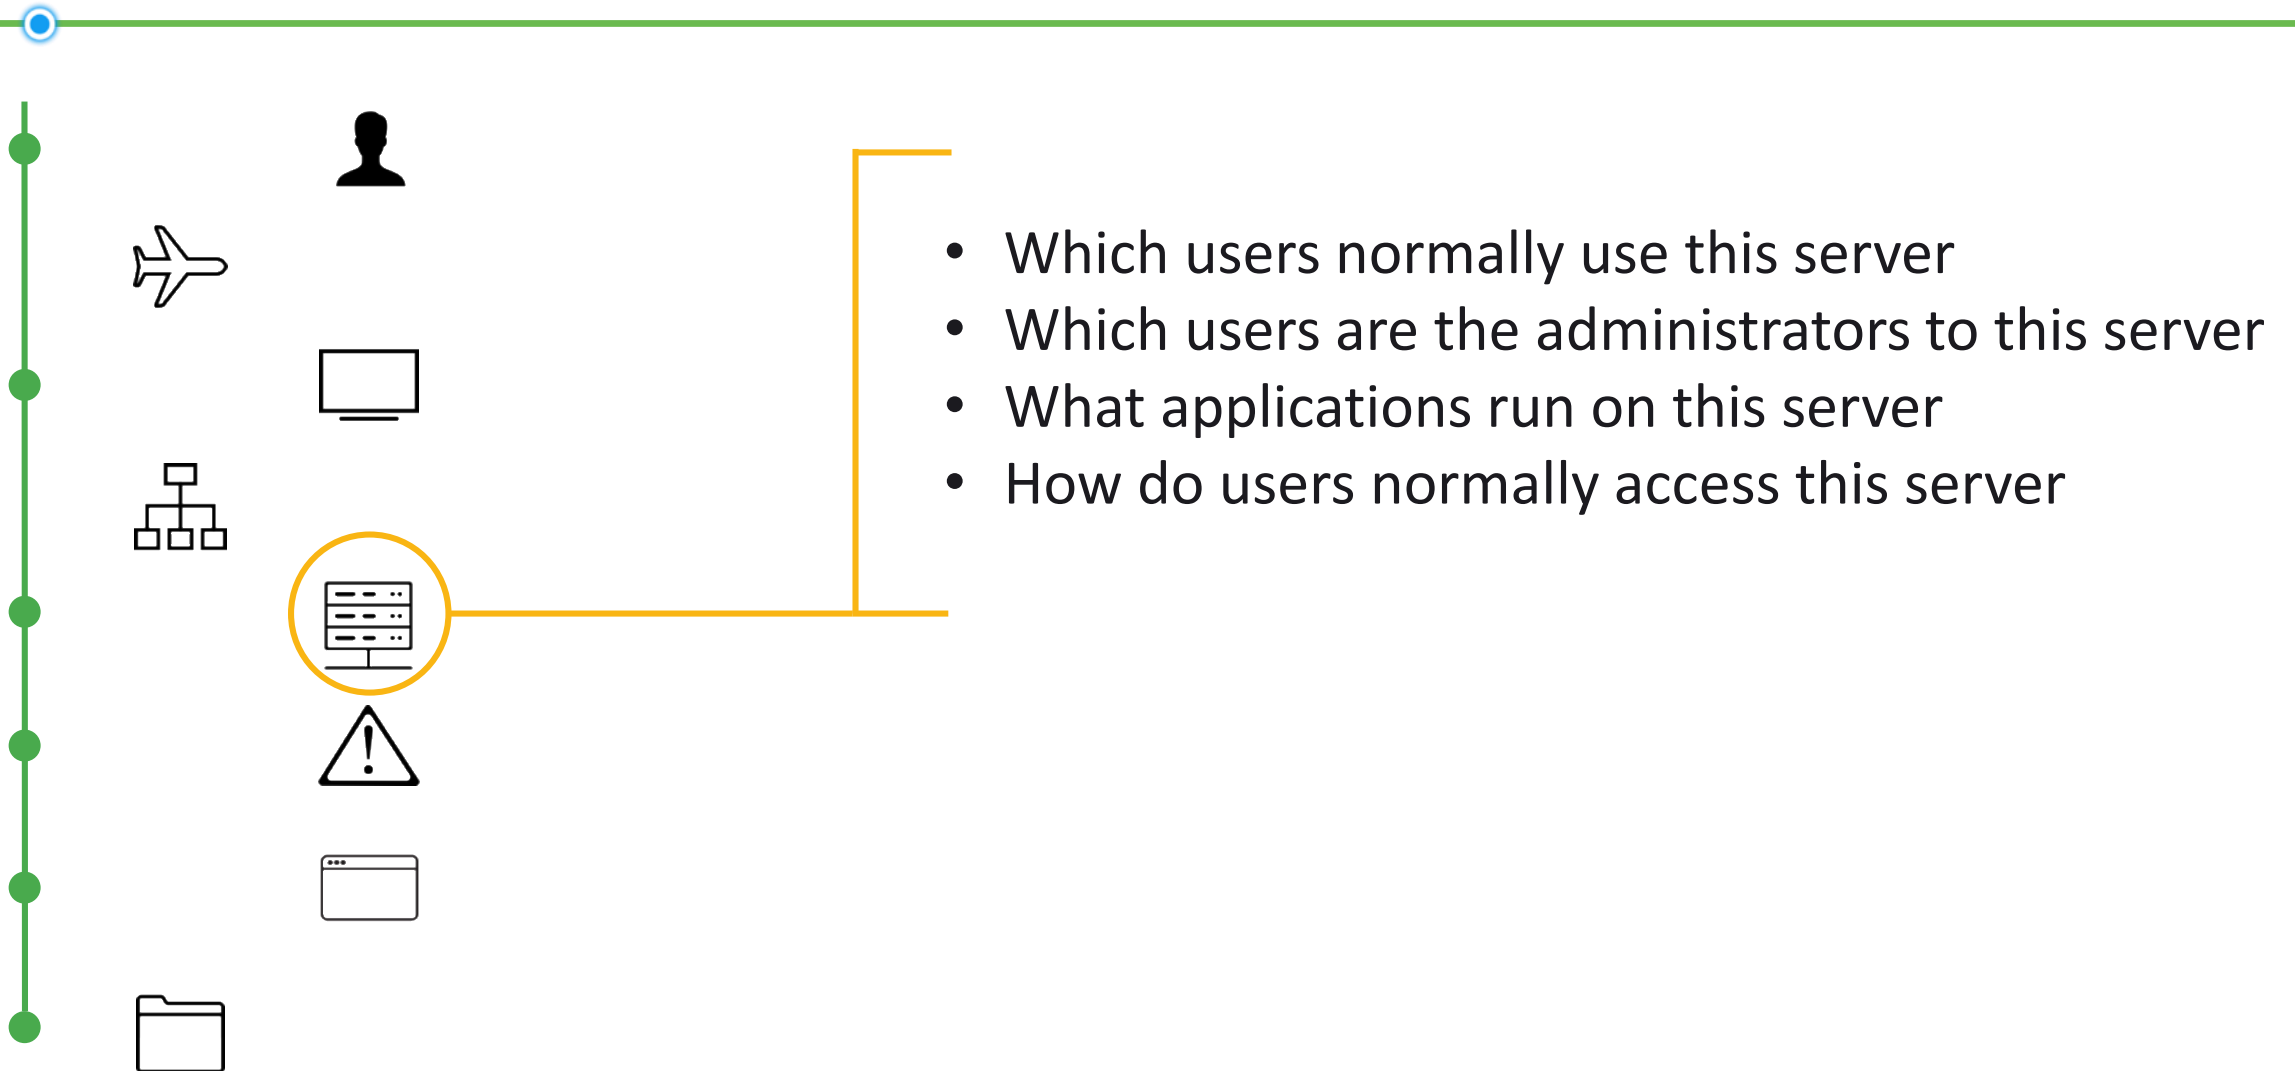 • Which users normally use this server
• Which users are the administrators to this server
• What applications run on this server
• How do users normally access this server